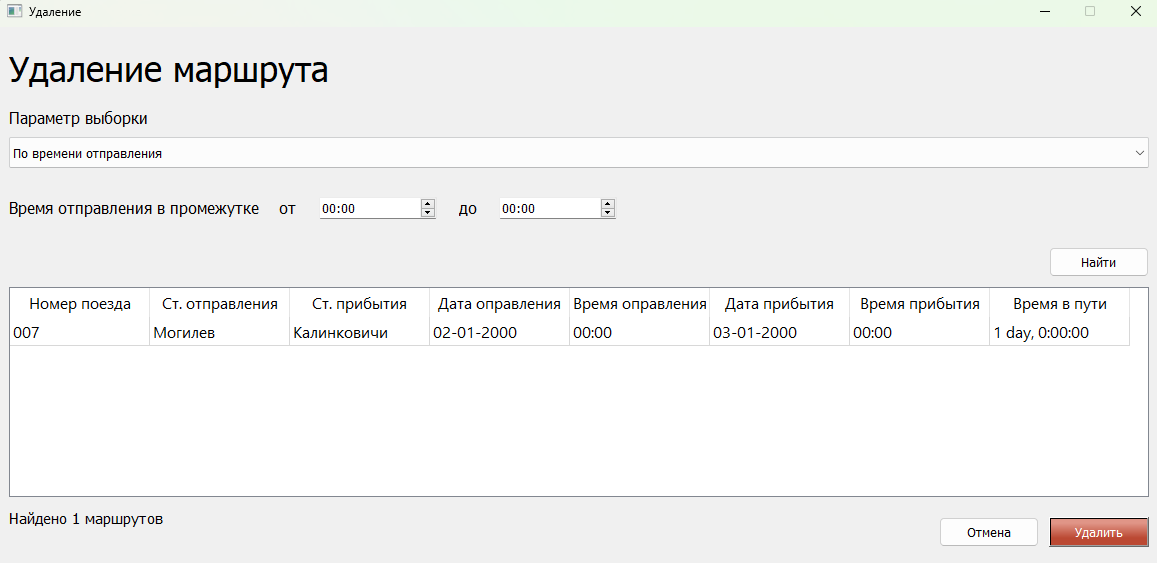 Удаление
Удаление маршрута
Параметр выборки
По времени отправления
Время отправления в промежутке от 00:00 до 00:00
Найти
Номер поезда Ст. отправления Ст. прибытия Дата оправления Время оправления Дата прибытия Время прибытия Время в пути
007 Могилев Калинковичи 02-01-2000 00:00 03-01-2000 00:00 1 day, 0:00:00
Найдено 1 маршрутов
Отмена Удалить